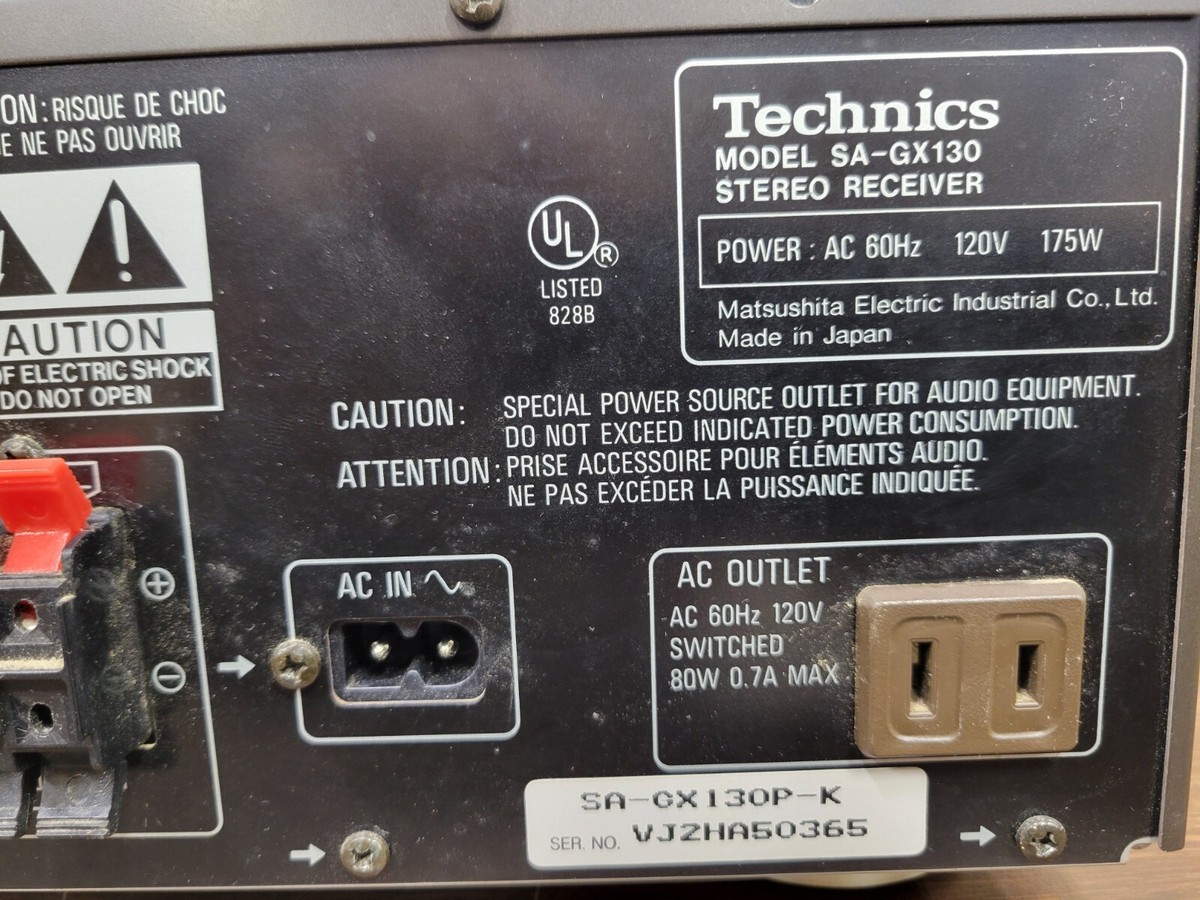 ON: RISQUE DE CHOC
E NE PAS OUVRIR
AUTION
OF ELECTRIC SHOCK
DO NOT OPEN
UL ®
LISTED
828B
Technics
MODEL SA-GX130
STEREO RECEIVER
POWER : AC 60Hz 120V 175W
Matsushita Electric Industrial Co., Ltd.
Made in Japan
CAUTION: SPECIAL POWER SOURCE OUTLET FOR AUDIO EQUIPMENT.
DO NOT EXCEED INDICATED POWER CONSUMPTION.
ATTENTION: PRISE ACCESSOIRE POUR ÉLÉMENTS AUDIO.
NE PAS EXCÉDER LA PUISSANCE INDIQUÉE.
+
−
AC IN ∿
AC OUTLET
AC 60Hz 120V
SWITCHED
80W 0.7A MAX
SA-GX130P-K
SER. NO. VJ2HA50365